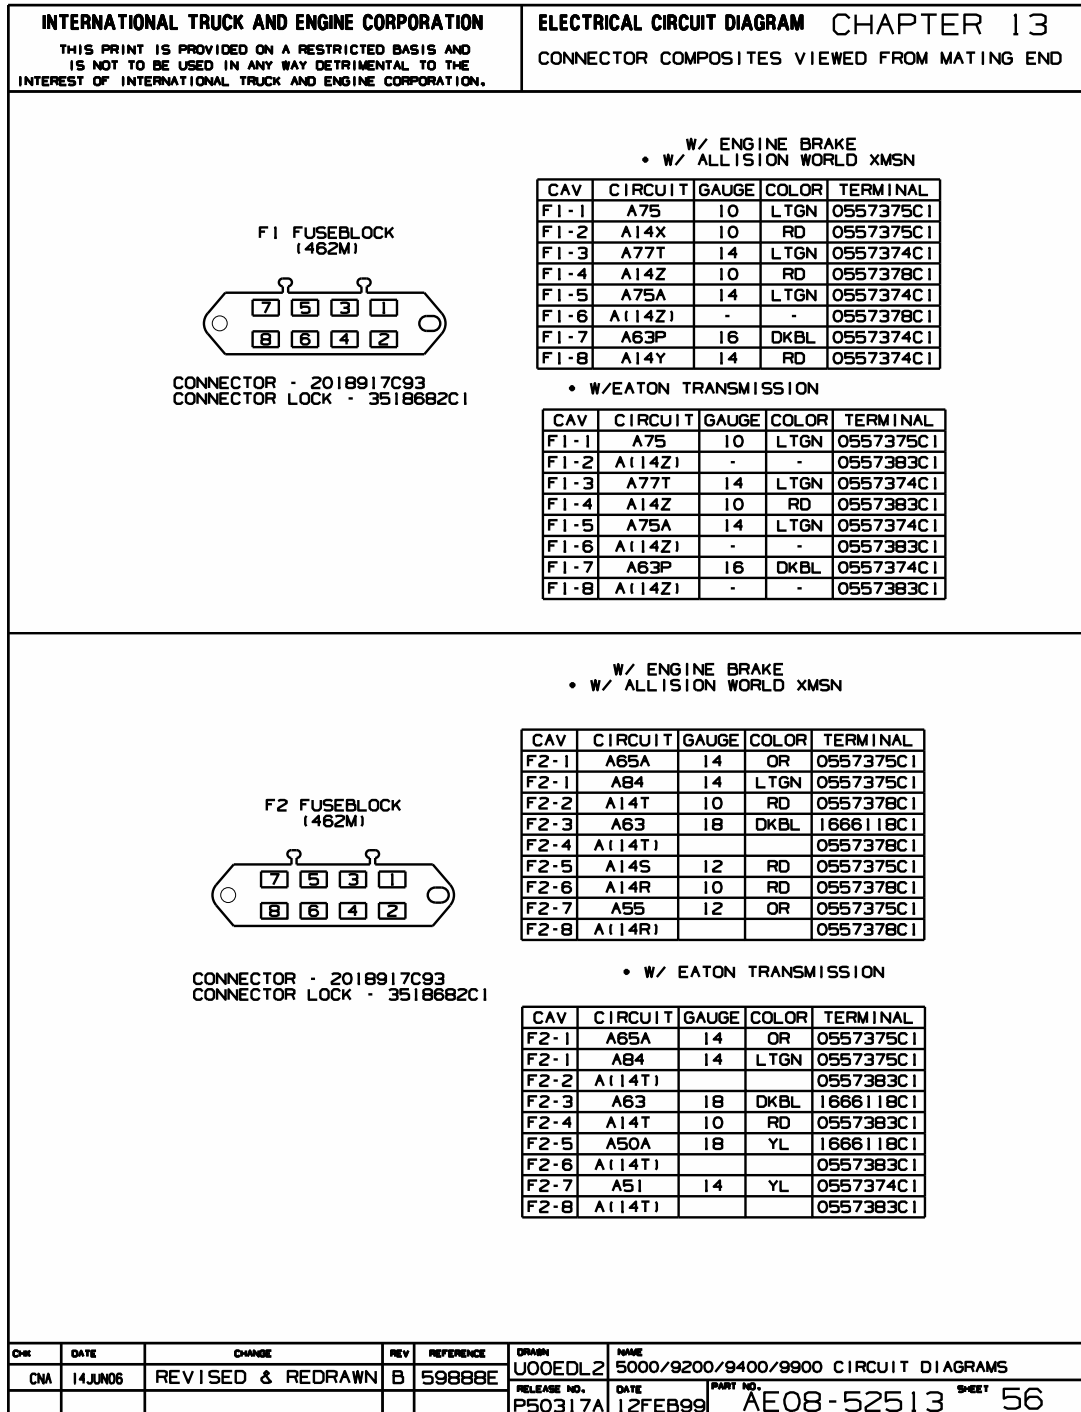 INTERNATIONAL TRUCK AND ENGINE CORPORATION
THIS PRINT IS PROVIDED ON A RESTRICTED BASIS AND
IS NOT TO BE USED IN ANY WAY DETRIMENTAL TO THE
INTEREST OF INTERNATIONAL TRUCK AND ENGINE CORPORATION.
ELECTRICAL CIRCUIT DIAGRAM CHAPTER 13
CONNECTOR COMPOSITES VIEWED FROM MATING END
F1 FUSEBLOCK
(462M)
7 5 3 1
8 6 4 2
CONNECTOR - 2018917C93
CONNECTOR LOCK - 3518682C1
W/ ENGINE BRAKE
• W/ ALLISION WORLD XMSN
CAV CIRCUIT GAUGE COLOR TERMINAL
F1-1 A75 10 LTGN 0557375C1
F1-2 A14X 10 RD 0557375C1
F1-3 A77T 14 LTGN 0557374C1
F1-4 A14Z 10 RD 0557378C1
F1-5 A75A 14 LTGN 0557374C1
F1-6 A(14Z) - - 0557378C1
F1-7 A63P 16 DKBL 0557374C1
F1-8 A14Y 14 RD 0557374C1
• W/EATON TRANSMISSION
CAV CIRCUIT GAUGE COLOR TERMINAL
F1-1 A75 10 LTGN 0557375C1
F1-2 A(14Z) - - 0557383C1
F1-3 A77T 14 LTGN 0557374C1
F1-4 A14Z 10 RD 0557383C1
F1-5 A75A 14 LTGN 0557374C1
F1-6 A(14Z) - - 0557383C1
F1-7 A63P 16 DKBL 0557374C1
F1-8 A(14Z) - - 0557383C1
F2 FUSEBLOCK
(462M)
7 5 3 1
8 6 4 2
CONNECTOR - 2018917C93
CONNECTOR LOCK - 3518682C1
W/ ENGINE BRAKE
• W/ ALLISION WORLD XMSN
CAV CIRCUIT GAUGE COLOR TERMINAL
F2-1 A65A 14 OR 0557375C1
F2-1 A84 14 LTGN 0557375C1
F2-2 A14T 10 RD 0557378C1
F2-3 A63 18 DKBL 1666118C1
F2-4 A(14T) 0557378C1
F2-5 A14S 12 RD 0557375C1
F2-6 A14R 10 RD 0557378C1
F2-7 A55 12 OR 0557375C1
F2-8 A(14R) 0557378C1
• W/ EATON TRANSMISSION
CAV CIRCUIT GAUGE COLOR TERMINAL
F2-1 A65A 14 OR 0557375C1
F2-1 A84 14 LTGN 0557375C1
F2-2 A(14T) 0557383C1
F2-3 A63 18 DKBL 1666118C1
F2-4 A14T 10 RD 0557383C1
F2-5 A50A 18 YL 1666118C1
F2-6 A(14T) 0557383C1
F2-7 A51 14 YL 0557374C1
F2-8 A(14T) 0557383C1
CHK DATE CHANGE REV REFERENCE
CNA 14JUN06 REVISED & REDRAWN B 59888E
DRAWN U00EDL2
NAME 5000/9200/9400/9900 CIRCUIT DIAGRAMS
RELEASE NO. P50317A
DATE 12FEB99
PART NO. AE08-52513
SHEET 56